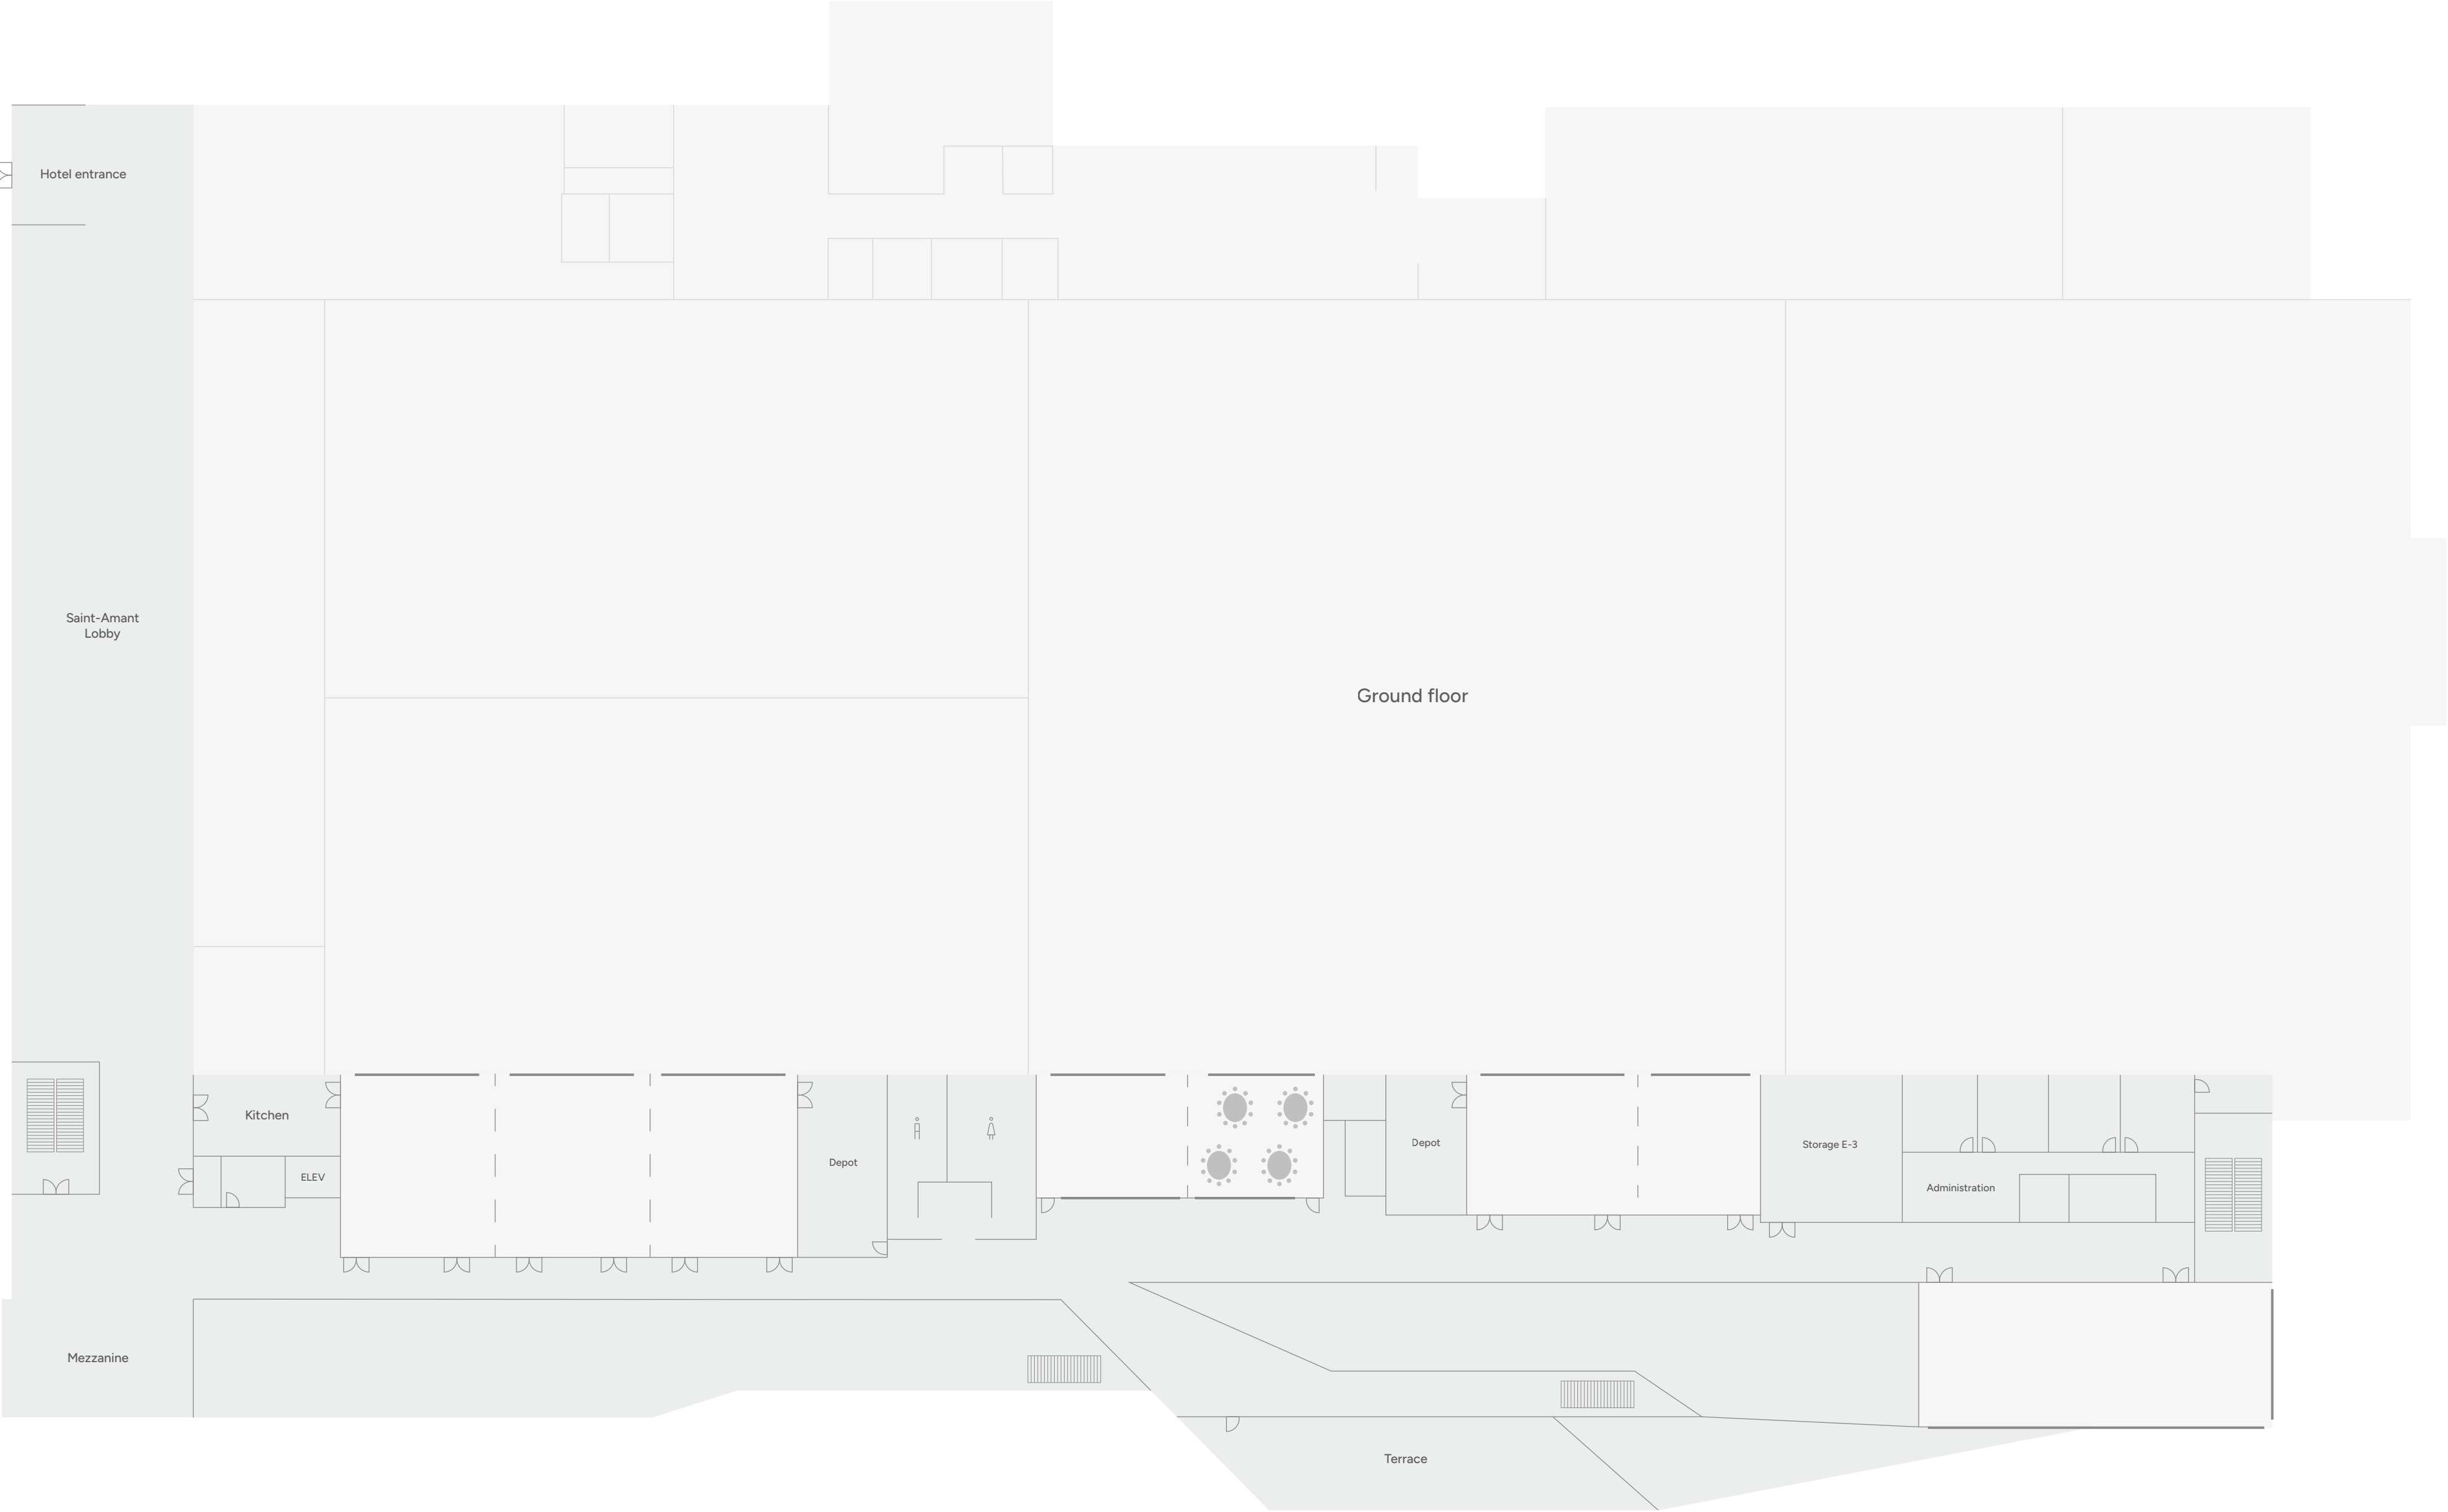 Hotel entrance
Saint-Amant
Lobby
Ground floor
Kitchen
ELEV
Depot
Depot
Storage E-3
Administration
Mezzanine
Terrace